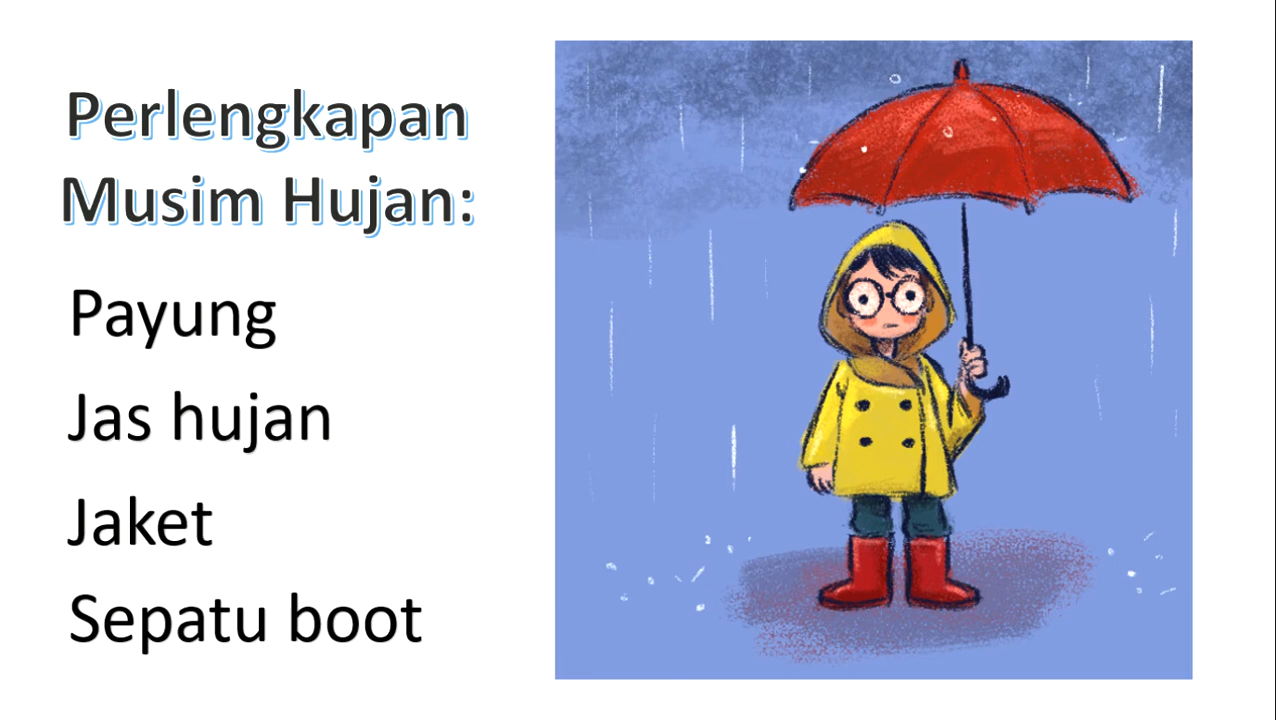 Perlengkapan
Musim Hujan:
Payung
Jas hujan
Jaket
Sepatu boot